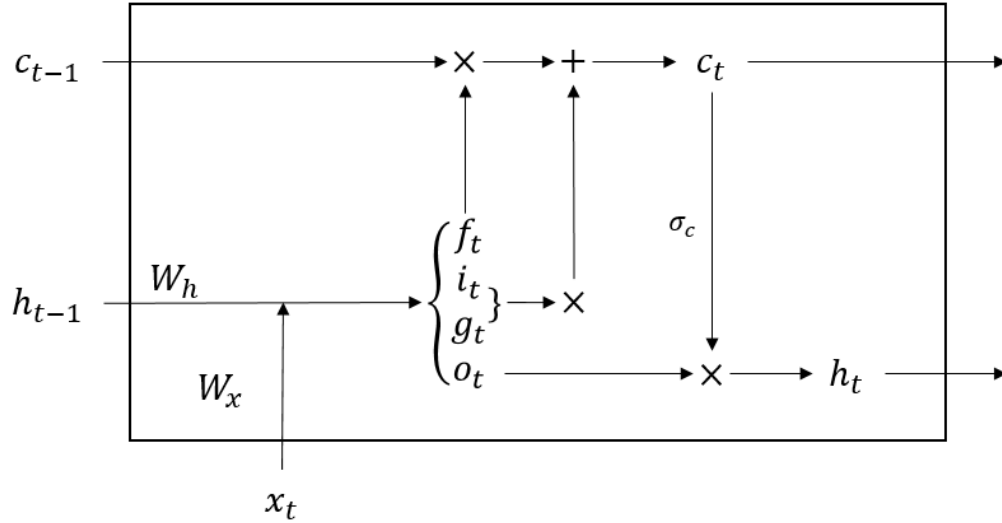 c_{t-1} × + c_t
f_t
σ_c
W_h i_t
h_{t-1} { } ×
g_t
W_x o_t × h_t
x_t